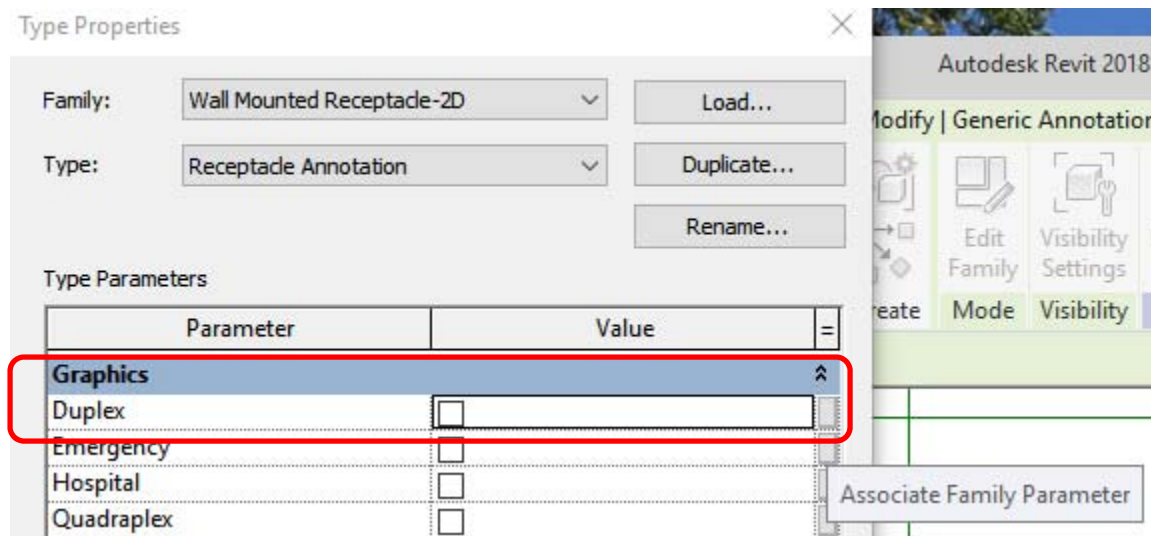 Type Properties
Autodesk Revit 2018
Family:
Wall Mounted Receptacle-2D
Load...
Modify | Generic Annotation
Type:
Receptacle Annotation
Duplicate...
Rename...
Edit
Family
Visibility
Settings
Type Parameters
reate
Mode
Visibility
Parameter
Value
=
Graphics
Duplex
Emergency
Hospital
Quadraplex
Associate Family Parameter